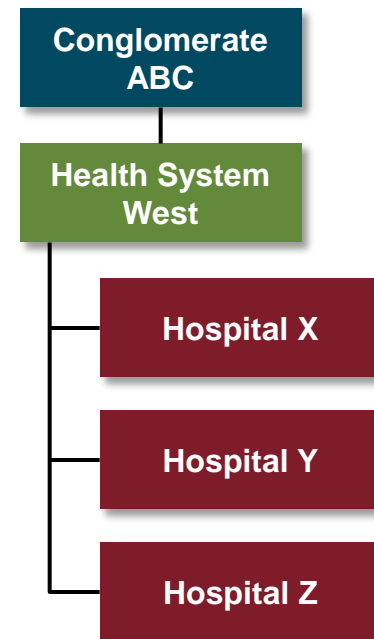 Conglomerate
ABC
Health System
West
Hospital X
Hospital Y
Hospital Z